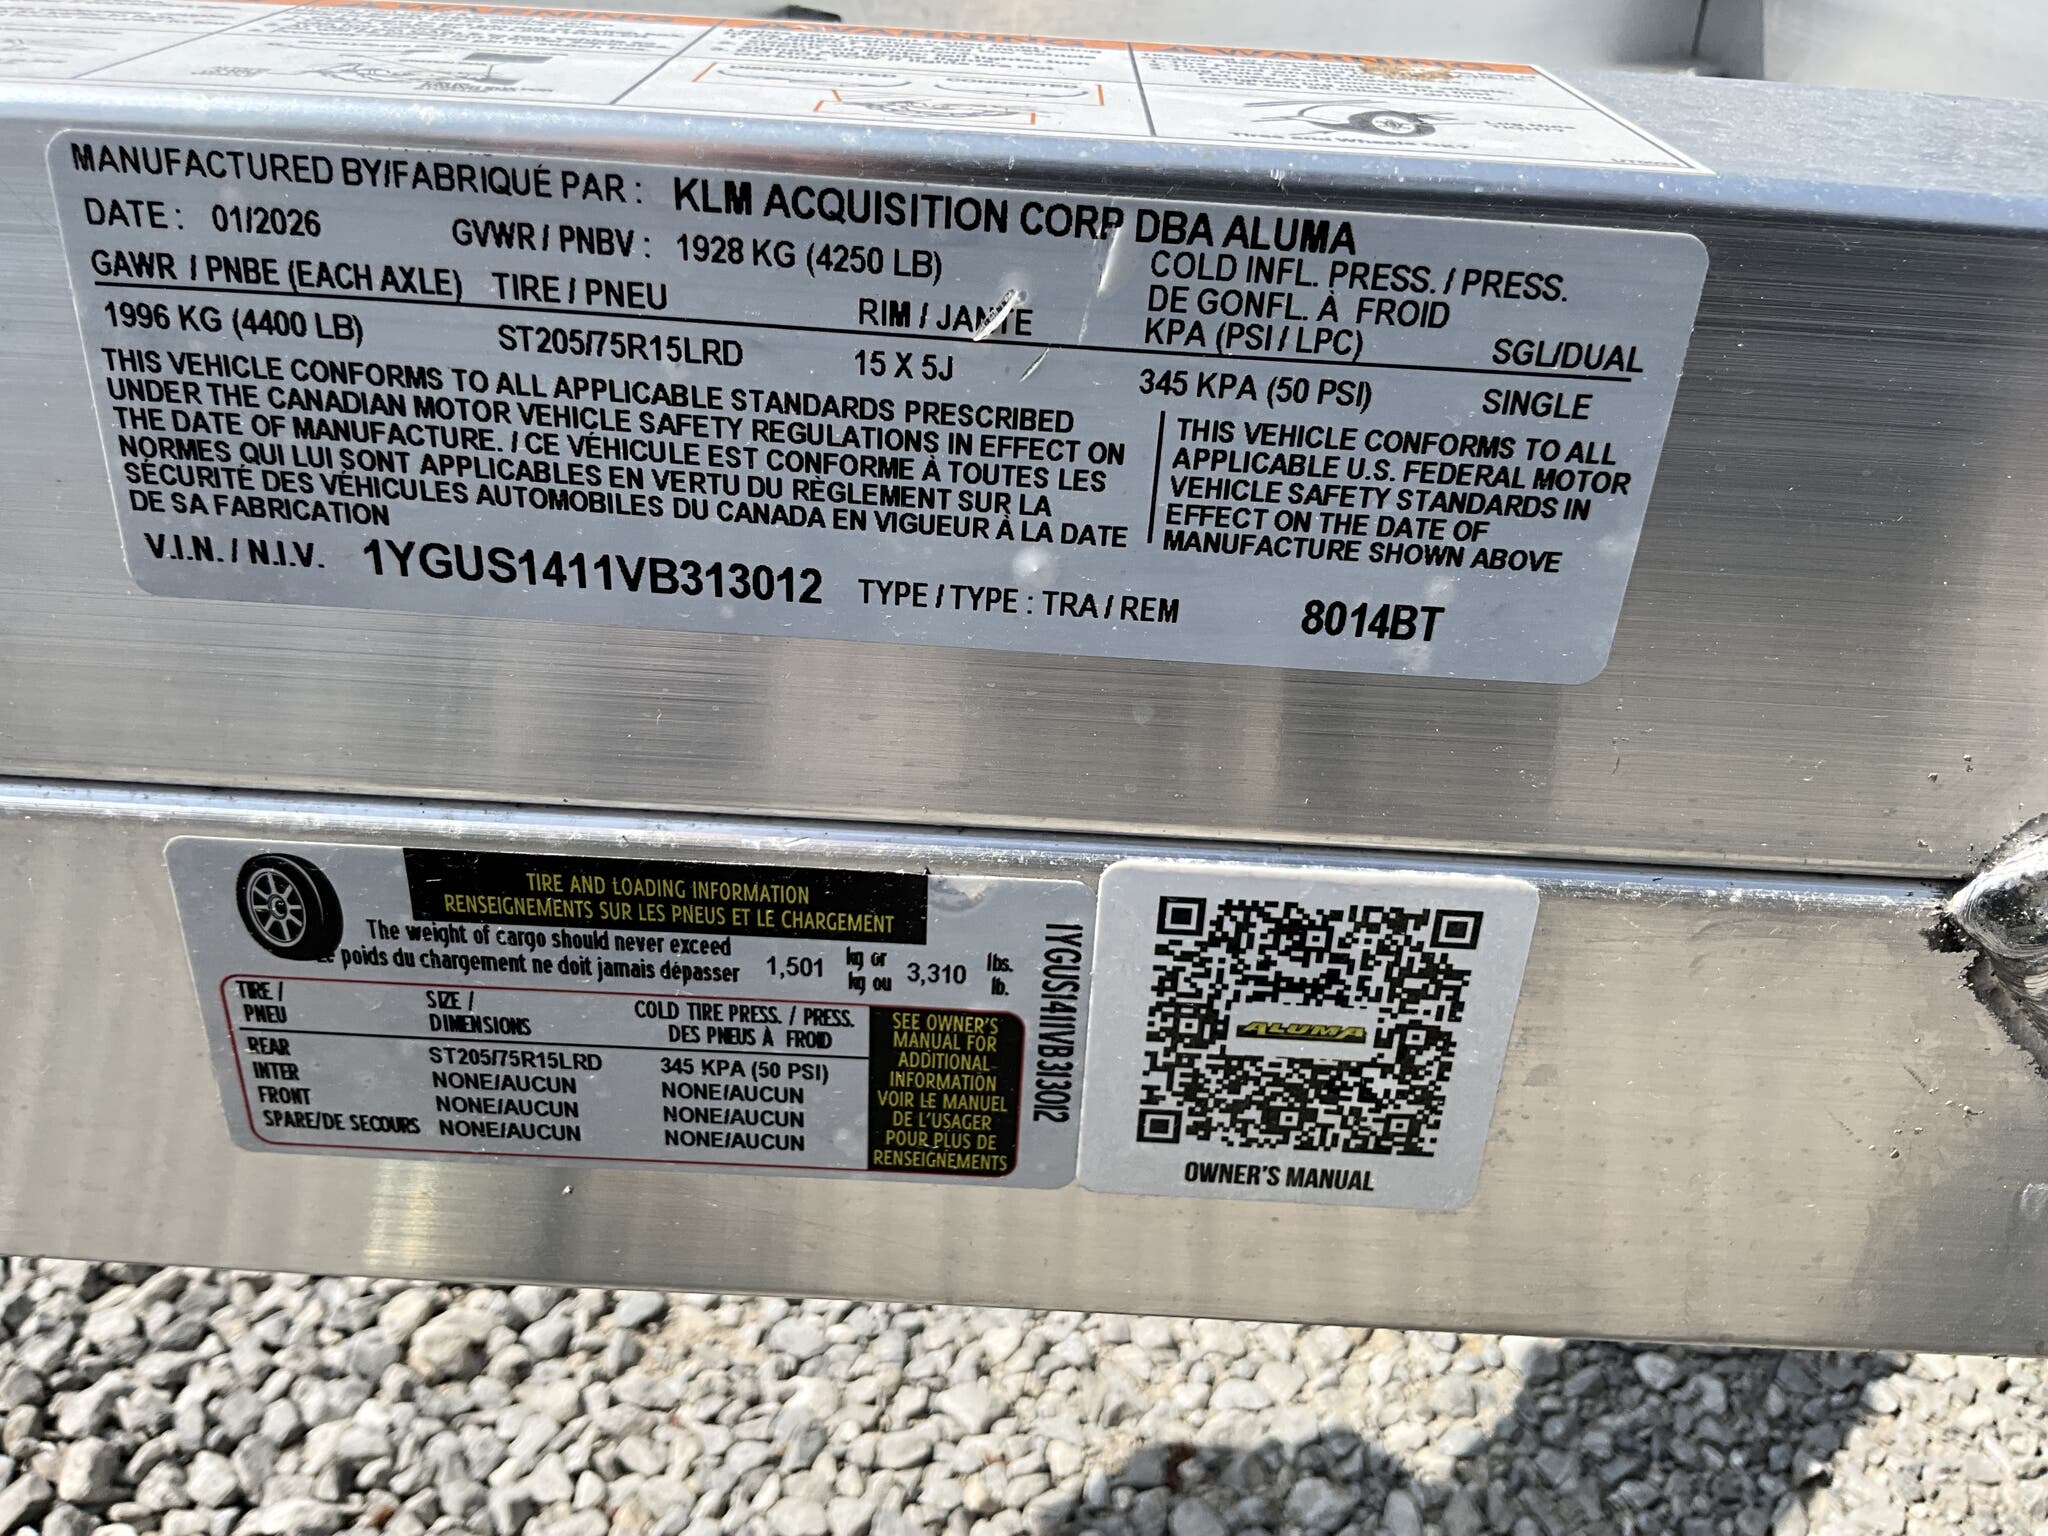 WARNING
WARNING
WARNING
Tires and Wheels OK?
MANUFACTURED BY/FABRIQUÉ PAR : KLM ACQUISITION CORP DBA ALUMA
DATE : 01/2026 GVWR / PNBV : 1928 KG (4250 LB)
GAWR / PNBE (EACH AXLE) TIRE / PNEU RIM / JANTE COLD INFL. PRESS. / PRESS.
DE GONFL. À FROID
KPA (PSI / LPC) SGL/DUAL
1996 KG (4400 LB) ST205/75R15LRD 15 X 5J 345 KPA (50 PSI) SINGLE
THIS VEHICLE CONFORMS TO ALL APPLICABLE STANDARDS PRESCRIBED
UNDER THE CANADIAN MOTOR VEHICLE SAFETY REGULATIONS IN EFFECT ON
THE DATE OF MANUFACTURE. / CE VÉHICULE EST CONFORME À TOUTES LES
NORMES QUI LUI SONT APPLICABLES EN VERTU DU RÈGLEMENT SUR LA
SÉCURITÉ DES VÉHICULES AUTOMOBILES DU CANADA EN VIGUEUR À LA DATE
DE SA FABRICATION
THIS VEHICLE CONFORMS TO ALL
APPLICABLE U.S. FEDERAL MOTOR
VEHICLE SAFETY STANDARDS IN
EFFECT ON THE DATE OF
MANUFACTURE SHOWN ABOVE
V.I.N. / N.I.V. 1YGUS1411VB313012 TYPE / TYPE : TRA / REM 8014BT
TIRE AND LOADING INFORMATION
RENSEIGNEMENTS SUR LES PNEUS ET LE CHARGEMENT
The weight of cargo should never exceed
Le poids du chargement ne doit jamais dépasser 1,501 kg or
kg ou 3,310 lbs.
lb.
TIRE /
PNEU SIZE /
DIMENSIONS COLD TIRE PRESS. / PRESS.
DES PNEUS À FROID
REAR ST205/75R15LRD 345 KPA (50 PSI)
INTER NONE/AUCUN NONE/AUCUN
FRONT NONE/AUCUN NONE/AUCUN
SPARE/DE SECOURS NONE/AUCUN NONE/AUCUN
SEE OWNER'S
MANUAL FOR
ADDITIONAL
INFORMATION
VOIR LE MANUEL
DE L'USAGER
POUR PLUS DE
RENSEIGNEMENTS
1YGUS1411VB313012
ALUMA
OWNER'S MANUAL